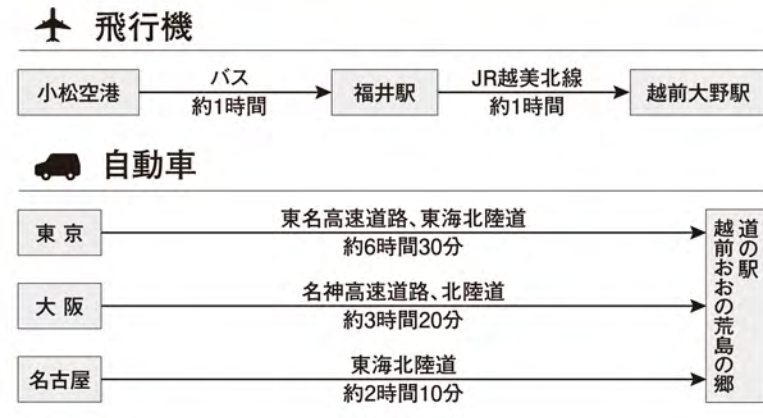 飛行機
小松空港
バス
約1時間
福井駅
JR越美北線
約1時間
越前大野駅
自動車
東京
東名高速道路、東海北陸道
約6時間30分
大阪
名神高速道路、北陸道
約3時間20分
名古屋
東海北陸道
約2時間10分
道の駅
越前おおの荒島の郷